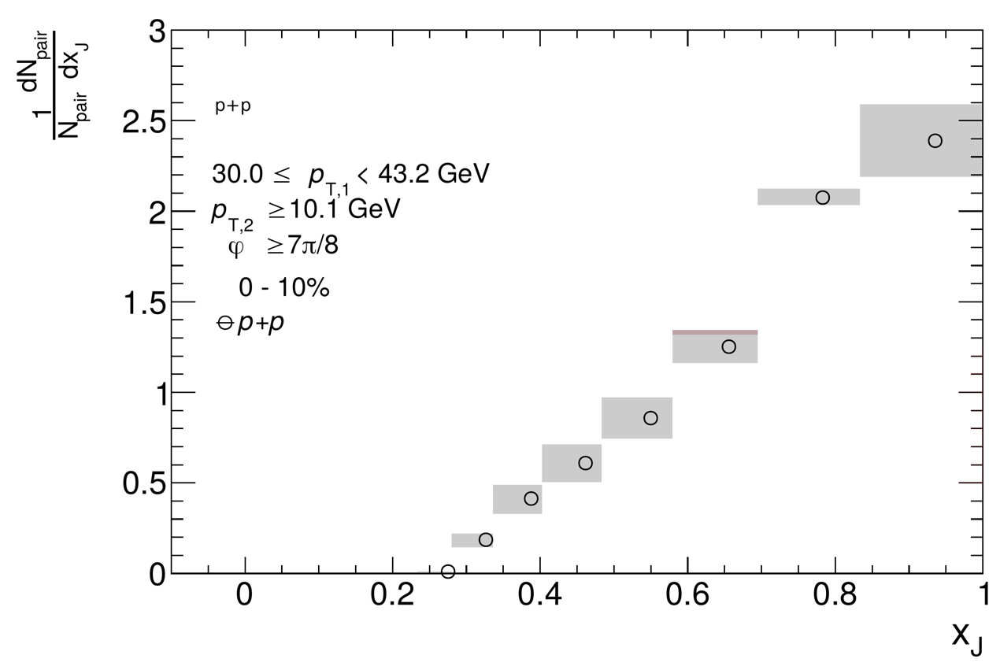 1 dN_pair
N_pair dx_J
3
2.5
2
1.5
1
0.5
0
p+p
30.0 ≤ p_T,1 < 43.2 GeV
p_T,2 ≥10.1 GeV
φ ≥7π/8
0 - 10%
p+p
0 0.2 0.4 0.6 0.8 1
x_J